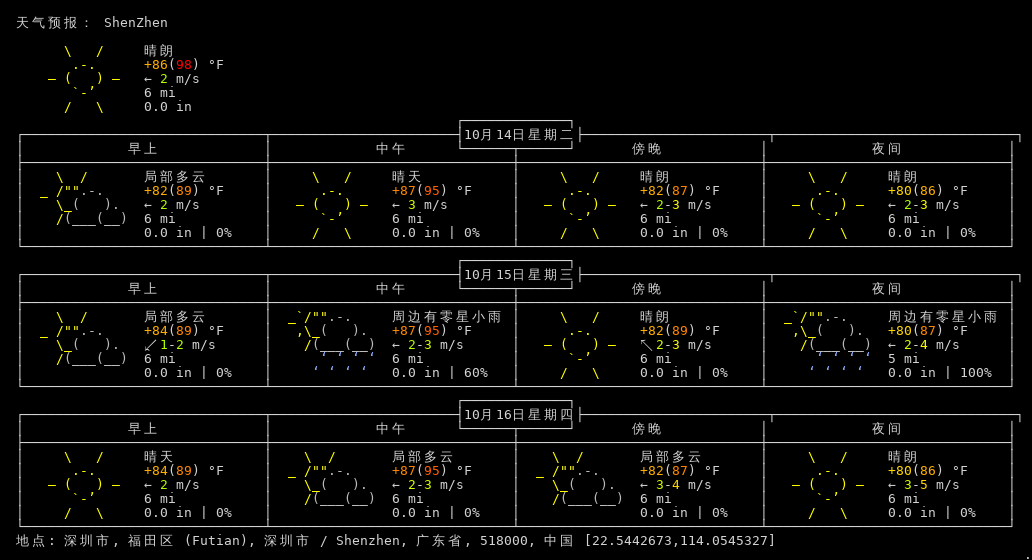 天气预报： ShenZhen
晴朗
+86(98) °F
← 2 m/s
6 mi
0.0 in
10月14日星期二
早上 中午 傍晚 夜间
局部多云 晴天 晴朗 晴朗
+82(89) °F +87(95) °F +82(87) °F +80(86) °F
← 2 m/s ← 3 m/s ← 2-3 m/s ← 2-3 m/s
6 mi 6 mi 6 mi 6 mi
0.0 in | 0% 0.0 in | 0% 0.0 in | 0% 0.0 in | 0%
10月15日星期三
早上 中午 傍晚 夜间
局部多云 周边有零星小雨 晴朗 周边有零星小雨
+84(89) °F +87(95) °F +82(89) °F +80(87) °F
↙ 1-2 m/s ← 2-3 m/s ↖ 2-3 m/s ← 2-4 m/s
6 mi 6 mi 6 mi 5 mi
0.0 in | 0% 0.0 in | 60% 0.0 in | 0% 0.0 in | 100%
10月16日星期四
早上 中午 傍晚 夜间
晴天 局部多云 局部多云 晴朗
+84(89) °F +87(95) °F +82(87) °F +80(86) °F
← 2 m/s ← 2-3 m/s ← 3-4 m/s ← 3-5 m/s
6 mi 6 mi 6 mi 6 mi
0.0 in | 0% 0.0 in | 0% 0.0 in | 0% 0.0 in | 0%
地点: 深圳市, 福田区 (Futian), 深圳市 / Shenzhen, 广东省, 518000, 中国 [22.5442673,114.0545327]